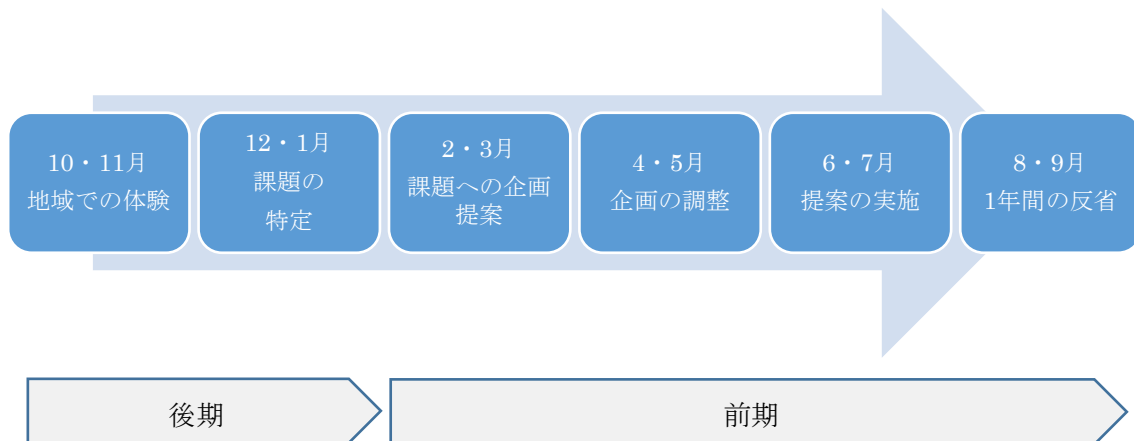 10・11月
地域での体験
12・1月
課題の
特定
2・3月
課題への企画
提案
4・5月
企画の調整
6・7月
提案の実施
8・9月
1年間の反省
後期
前期